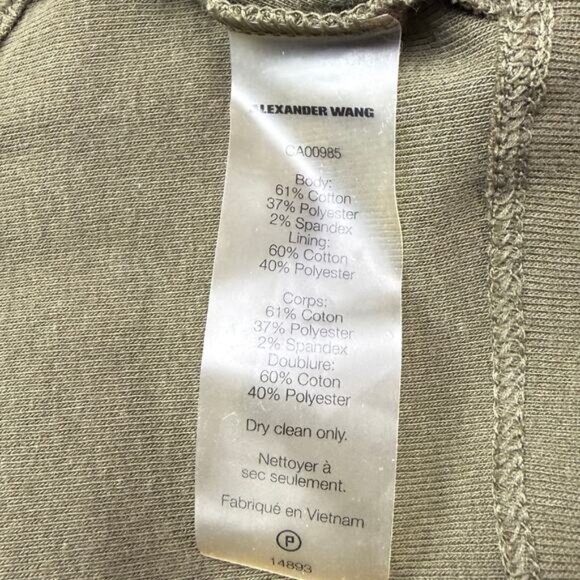 ALEXANDER WANG
CA00985
Body:
61% Cotton
37% Polyester
2% Spandex
Lining:
60% Cotton
40% Polyester
Corps:
61% Coton
37% Polyester
2% Spandex
Doublure:
60% Coton
40% Polyester
Dry clean only.
Nettoyer à
sec seulement.
Fabriqué en Vietnam
P
14893